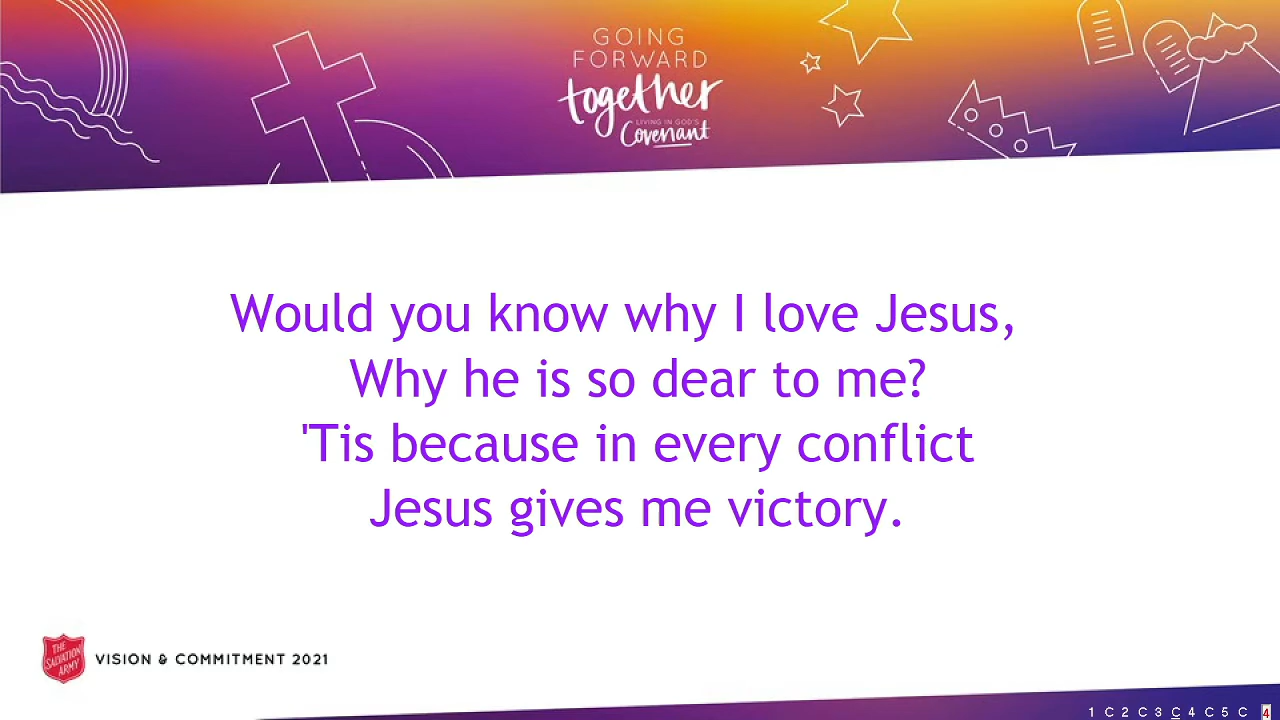 GOING
FORWARD
together
LIVING IN GOD'S
Covenant
Would you know why I love Jesus,
Why he is so dear to me?
'Tis because in every conflict
Jesus gives me victory.
THE
SALVATION
ARMY
VISION & COMMITMENT 2021
1 C 2 C 3 C 4 C 5 C 4